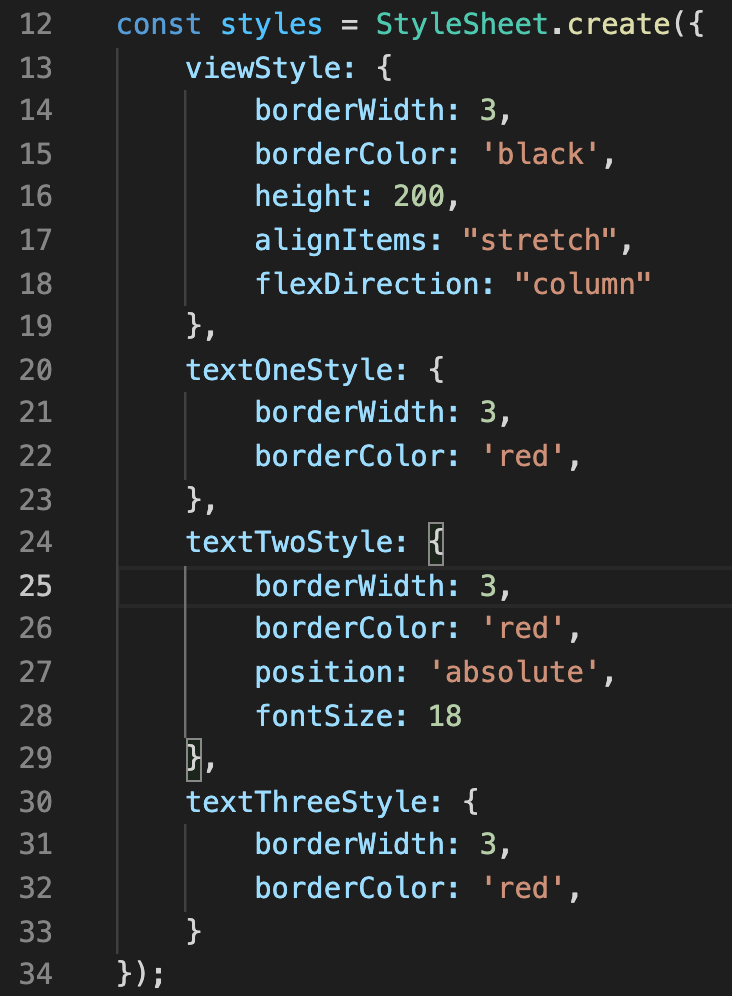 12 const styles = StyleSheet.create({
13 viewStyle: {
14 borderWidth: 3,
15 borderColor: 'black',
16 height: 200,
17 alignItems: "stretch",
18 flexDirection: "column"
19 },
20 textOneStyle: {
21 borderWidth: 3,
22 borderColor: 'red',
23 },
24 textTwoStyle: {
25 borderWidth: 3,
26 borderColor: 'red',
27 position: 'absolute',
28 fontSize: 18
29 },
30 textThreeStyle: {
31 borderWidth: 3,
32 borderColor: 'red',
33 }
34 });